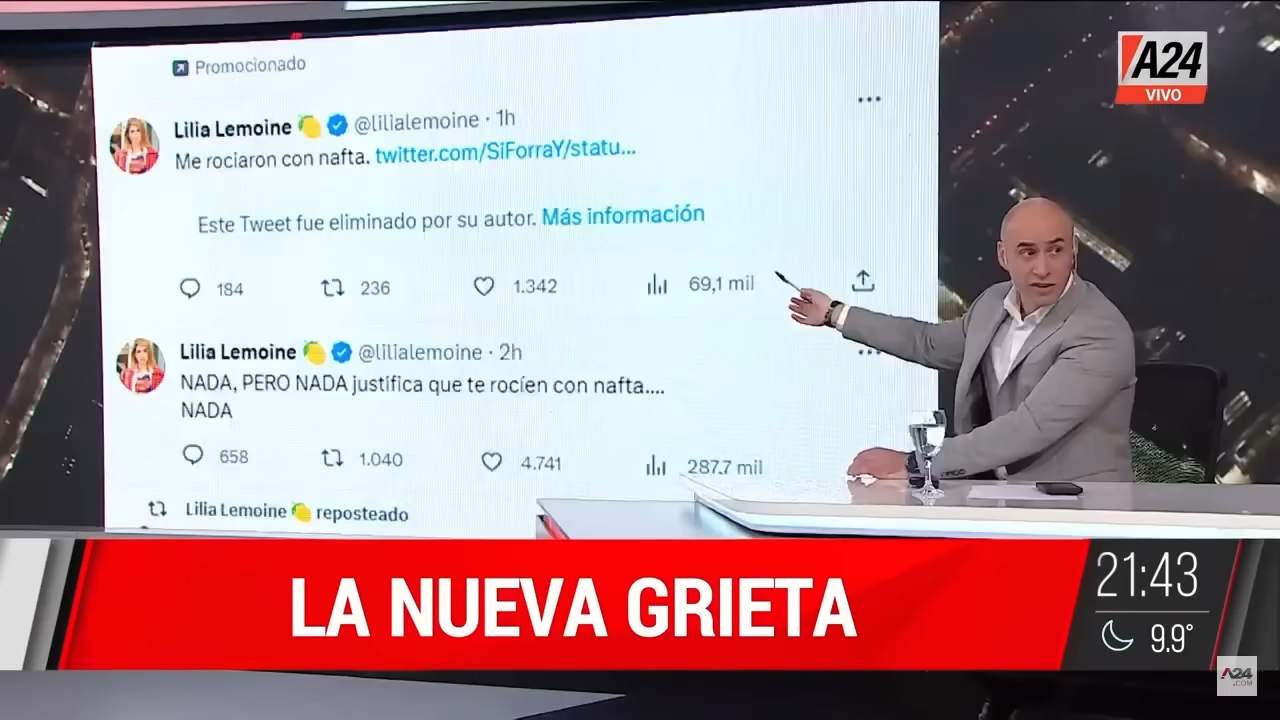 Promocionado
Lilia Lemoine 🍋 @lilialemoine · 1h
Me rociaron con nafta. twitter.com/SiForraY/statu...
Este Tweet fue eliminado por su autor. Más información
184 236 1.342 69,1 mil
Lilia Lemoine 🍋 @lilialemoine · 2h
NADA, PERO NADA justifica que te rocíen con nafta....
NADA
658 1.040 4.741 287.7 mil
Lilia Lemoine 🍋 reposteado
A24
VIVO
LA NUEVA GRIETA
21:43
9.9°
A24
.COM